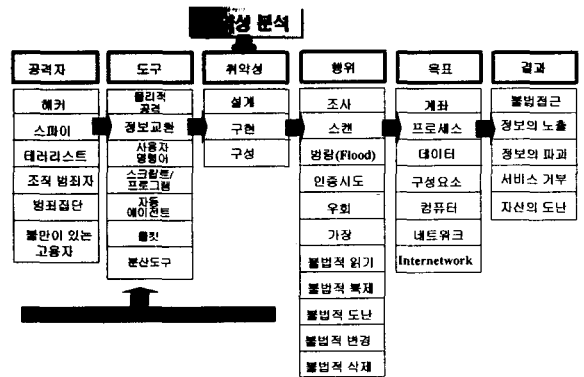 분석
공격자
해커
스파이
테러리스트
조직 범죄자
범죄집단
불만이 있는
고용자
도구
물리적
공격
정보교환
사용자
명령어
스크립트/
프로그램
자동
에이전트
툴킷
분산도구
취약성
설계
구현
구성
행위
조사
스캔
범람(Flood)
인증시도
우회
가장
불법적 읽기
불법적 복제
불법적 도난
불법적 변경
불법적 삭제
목표
계좌
프로세스
데이터
구성요소
컴퓨터
네트워크
Internetwork
결과
불법접근
정보의 노출
정보의 파괴
서비스 거부
자산의 도난